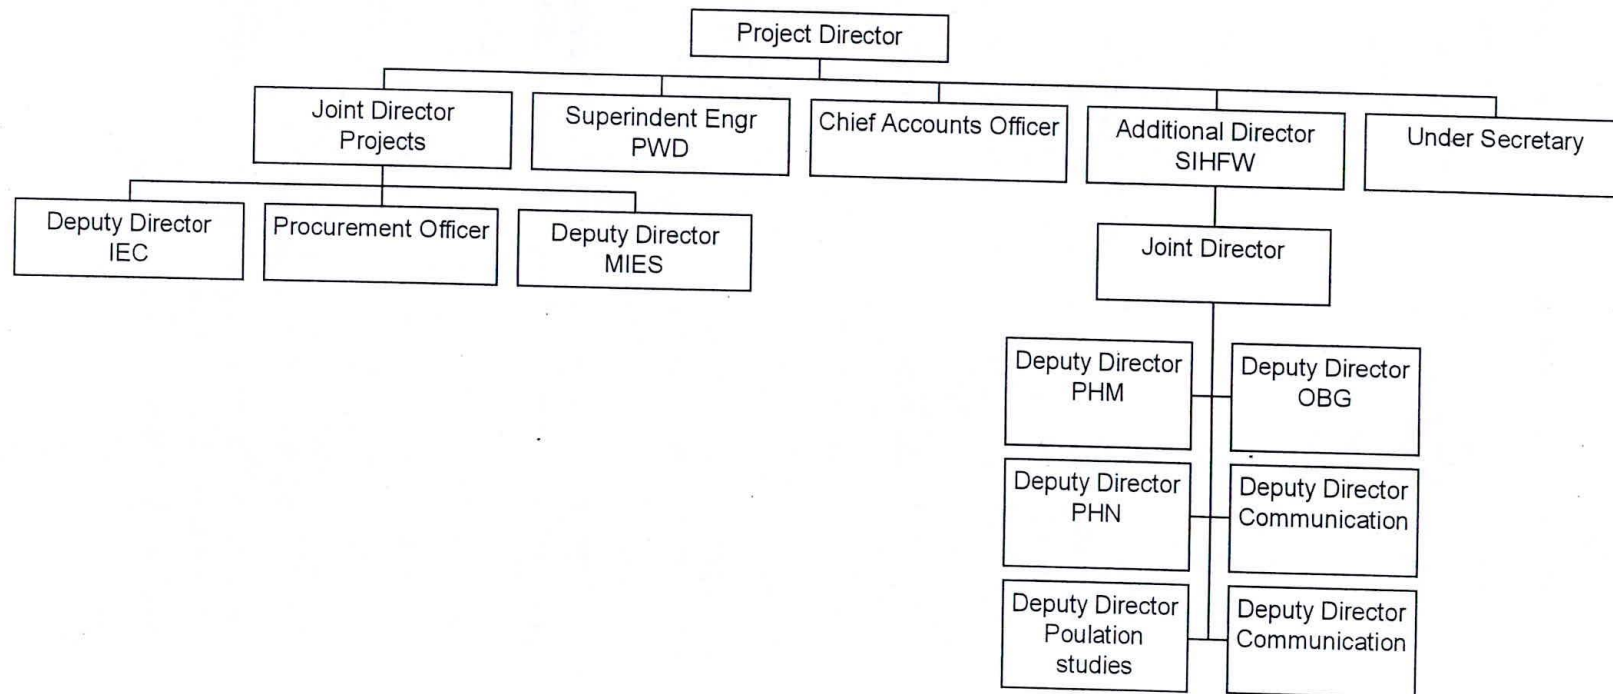 Project Director
Joint Director
Projects
Superindent Engr
PWD
Chief Accounts Officer
Additional Director
SIHFW
Under Secretary
Deputy Director
IEC
Procurement Officer
Deputy Director
MIES
Joint Director
Deputy Director
PHM
Deputy Director
OBG
Deputy Director
PHN
Deputy Director
Communication
Deputy Director
Poulation
studies
Deputy Director
Communication